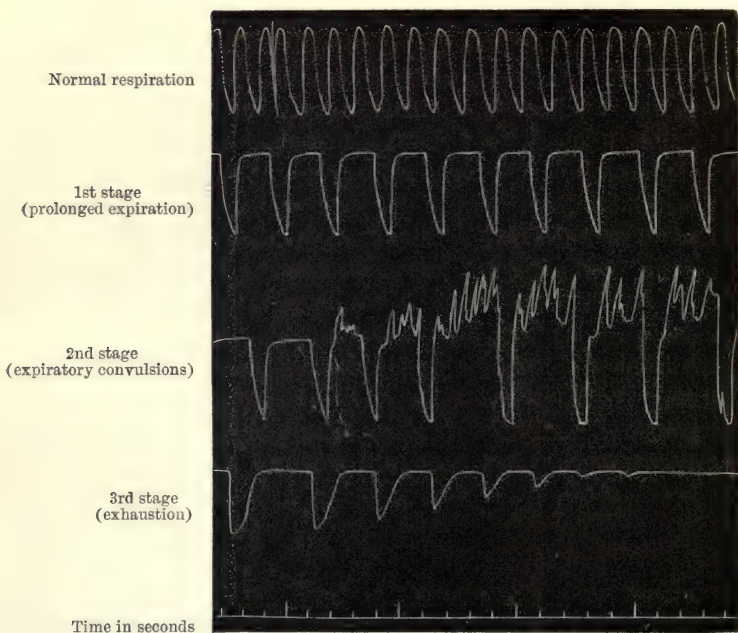 Normal respiration
1st stage
(prolonged expiration)
2nd stage
(expiratory convulsions)
3rd stage
(exhaustion)
Time in seconds